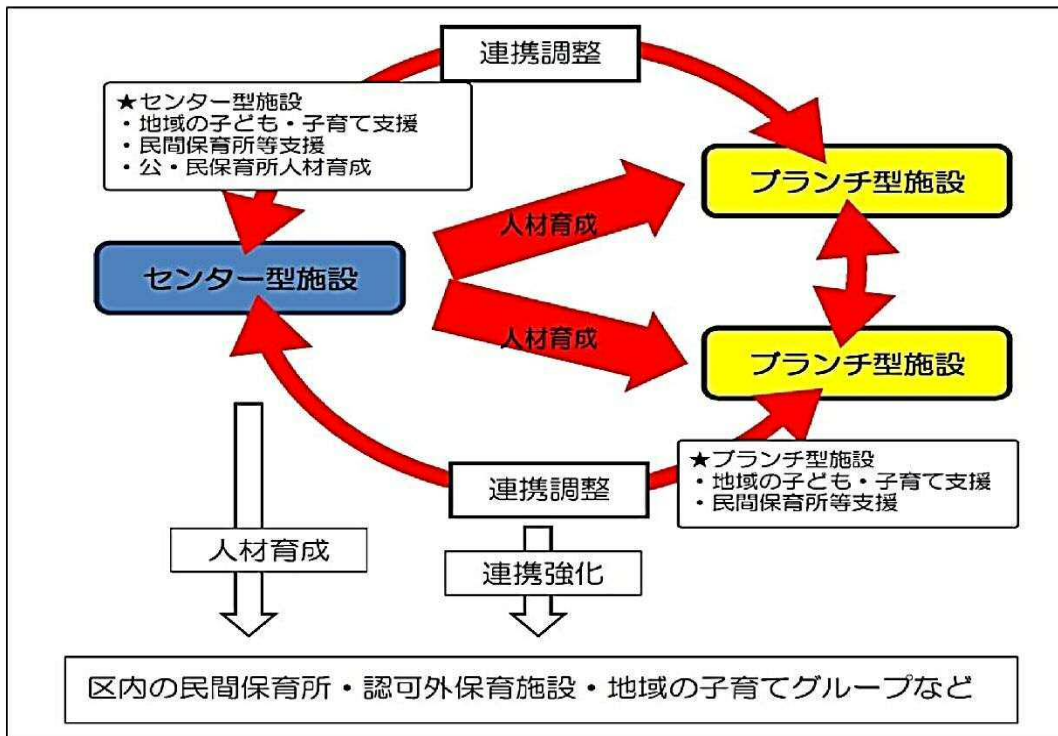 連携調整
★センター型施設
・地域の子ども・子育て支援
・民間保育所等支援
・公・民保育所人材育成
ブランチ型施設
人材育成
センター型施設
人材育成
ブランチ型施設
★ブランチ型施設
・地域の子ども・子育て支援
・民間保育所等支援
連携調整
人材育成
連携強化
区内の民間保育所・認可外保育施設・地域の子育てグループなど